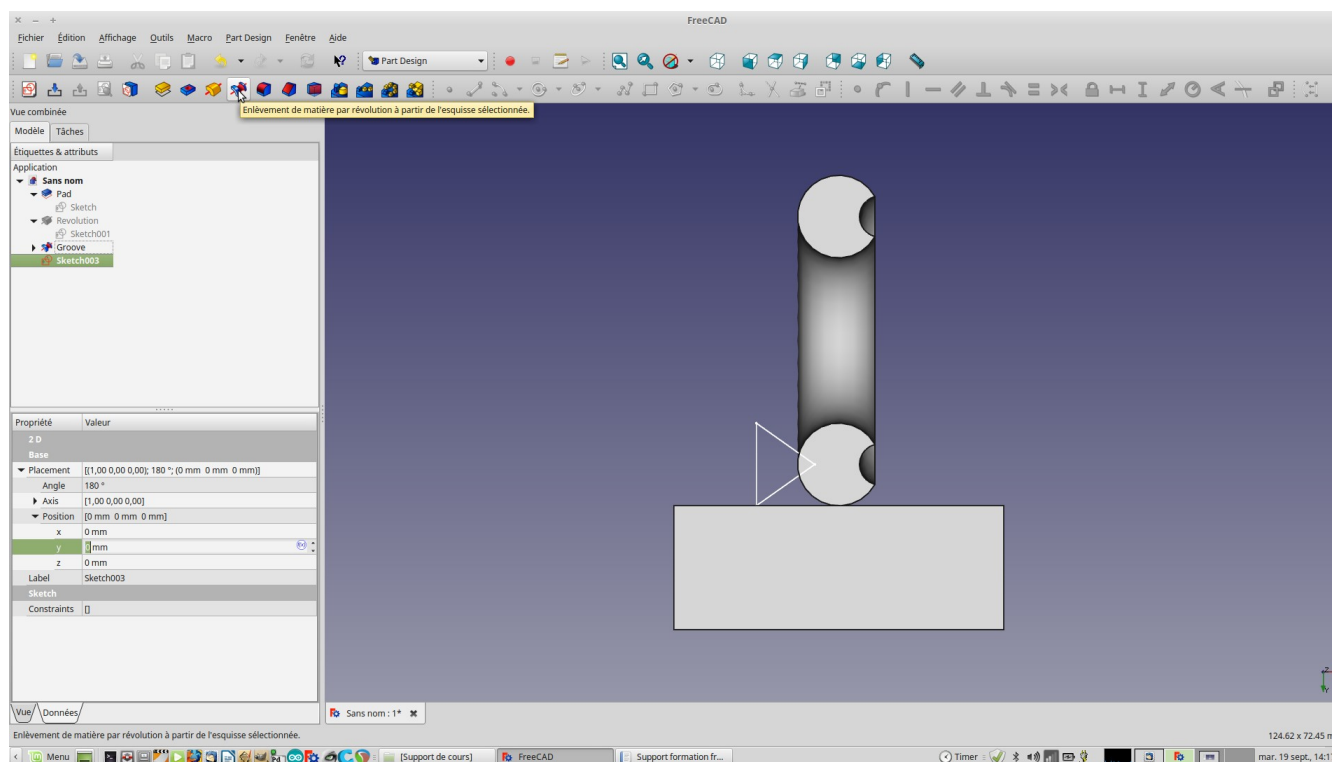 x – + FreeCAD
Fichier Édition Affichage Outils Macro Part Design Fenêtre Aide
Part Design
Enlèvement de matière par révolution à partir de l'esquisse sélectionnée.
Vue combinée
Modèle Tâches
Étiquettes & attributs
Application
Sans nom
Pad
Sketch
Revolution
Sketch001
Groove
Sketch003
Propriété Valeur
2 D
Base
Placement [(1,00 0,00 0,00); 180 °; (0 mm 0 mm 0 mm)]
Angle 180 °
Axis [1,00 0,00 0,00]
Position [0 mm 0 mm 0 mm]
x 0 mm
y 0 mm
z 0 mm
Label Sketch003
Sketch
Constraints []
Z
Y
Vue Données
Sans nom : 1*
Enlèvement de matière par révolution à partir de l'esquisse sélectionnée. 124.62 x 72.45 m
Menu [Support de cours] FreeCAD Support formation fr... Timer mar. 19 sept., 14:1